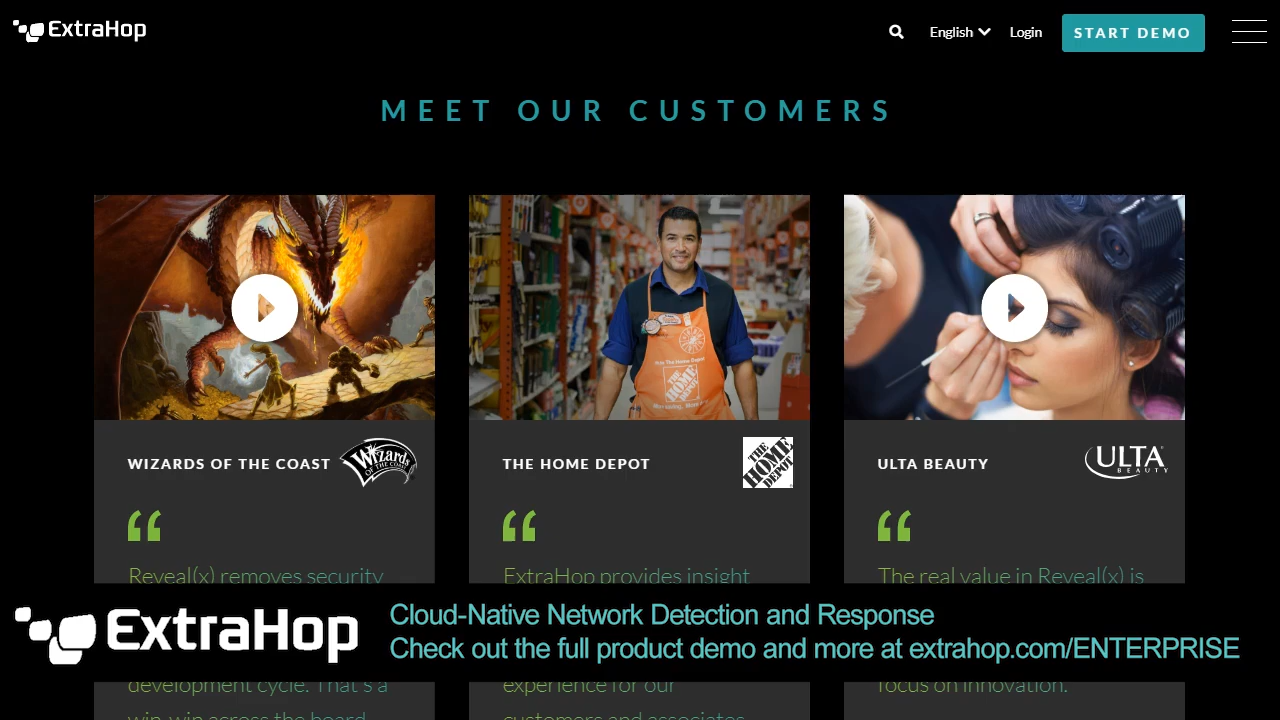 ExtraHop
English
Login
START DEMO
MEET OUR CUSTOMERS
THE HOME DEPOT
WIZARDS OF THE COAST
Wizards OF THE COAST
THE HOME DEPOT
THE HOME DEPOT
ULTA BEAUTY
ULTA BEAUTY
Reveal(x) removes security
ExtraHop provides insight
The real value in Reveal(x) is
ExtraHop
Cloud-Native Network Detection and Response
Check out the full product demo and more at extrahop.com/ENTERPRISE
development cycle. That's a
experience for our
focus on innovation.
win-win across the board
customers and associates